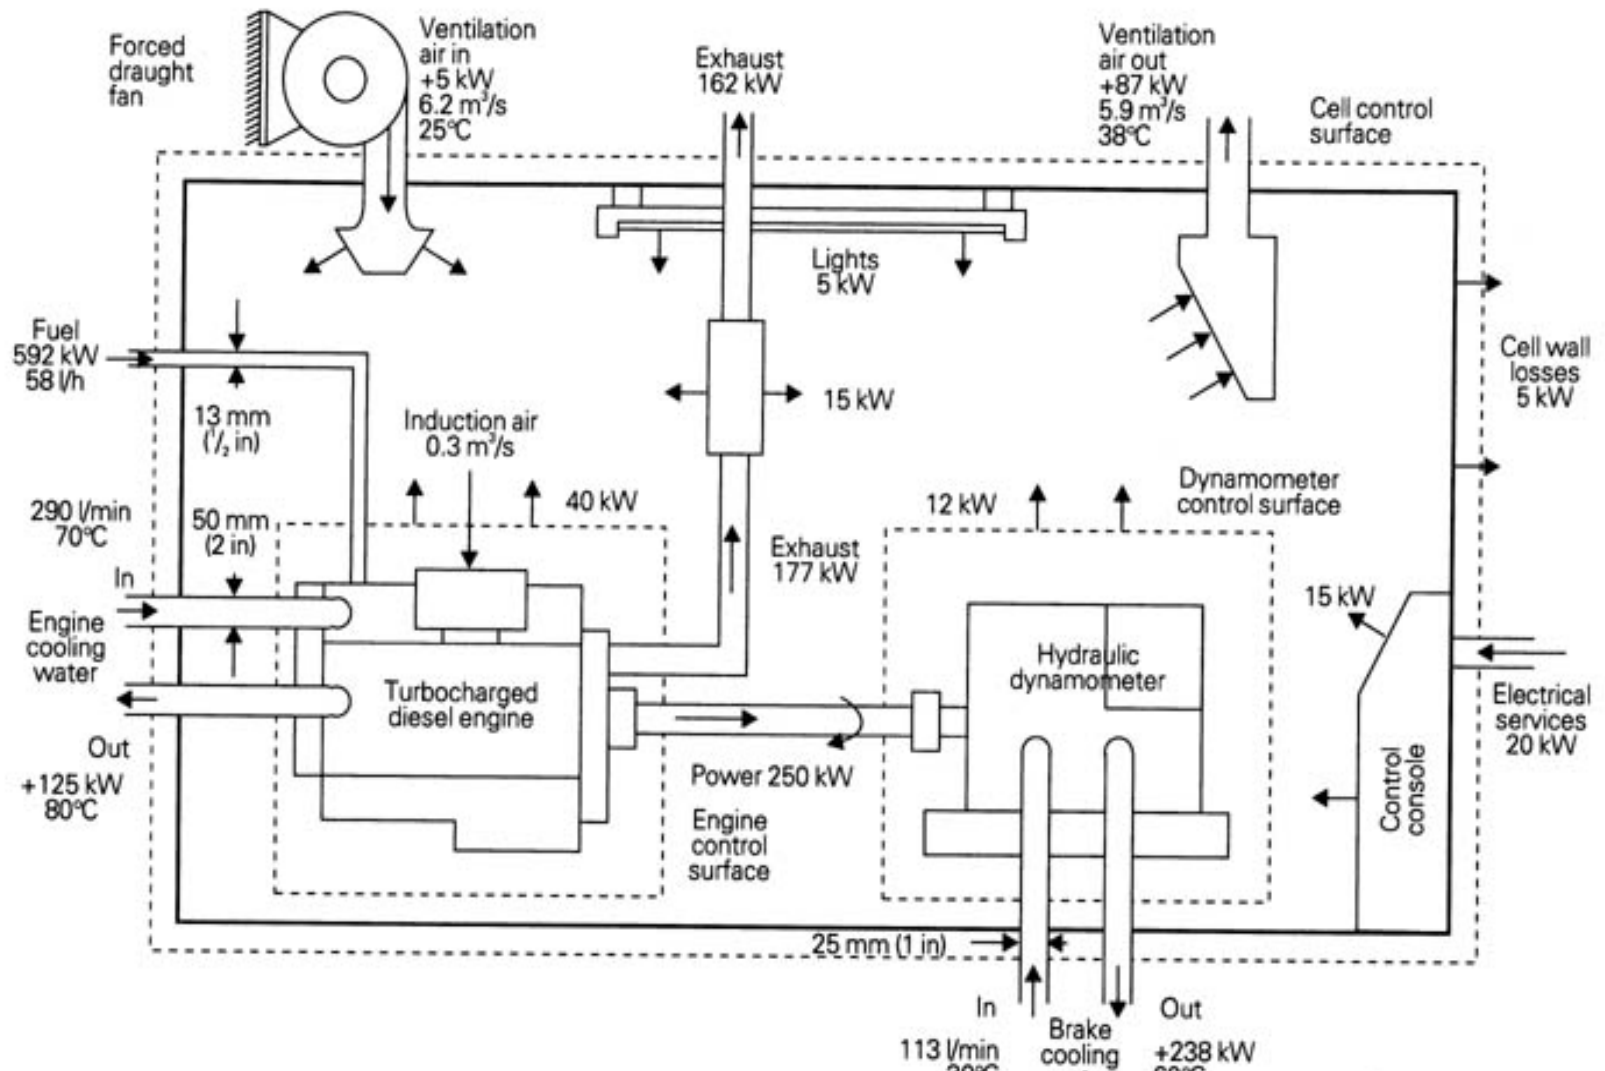 Forced
draught
fan
Ventilation
air in
+5 kW
6.2 m³/s
25°C
Exhaust
162 kW
Ventilation
air out
+87 kW
5.9 m³/s
38°C
Cell control
surface
Lights
5 kW
Fuel
592 kW
58 l/h
13 mm
(1/2 in)
Induction air
0.3 m³/s
15 kW
Cell wall
losses
5 kW
290 l/min
70°C
50 mm
(2 in)
40 kW
12 kW
Dynamometer
control surface
Exhaust
177 kW
In
Engine
cooling
water
Out
+125 kW
80°C
Turbocharged
diesel engine
Hydraulic
dynamometer
15 kW
Electrical
services
20 kW
Control
console
Power 250 kW
Engine
control
surface
25 mm (1 in)
In
Brake
cooling
Out
113 l/min
+238 kW